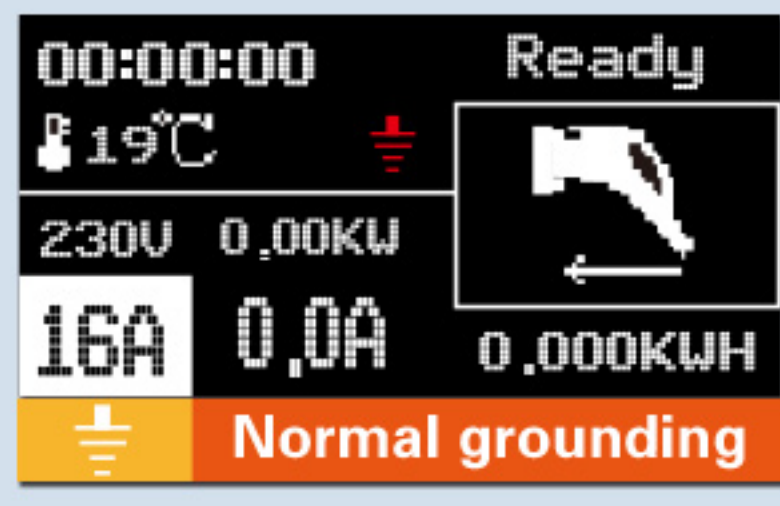 00:00:00 Ready
19℃
230V 0.00KW
16A 0.0A 0.000KWH
Normal grounding